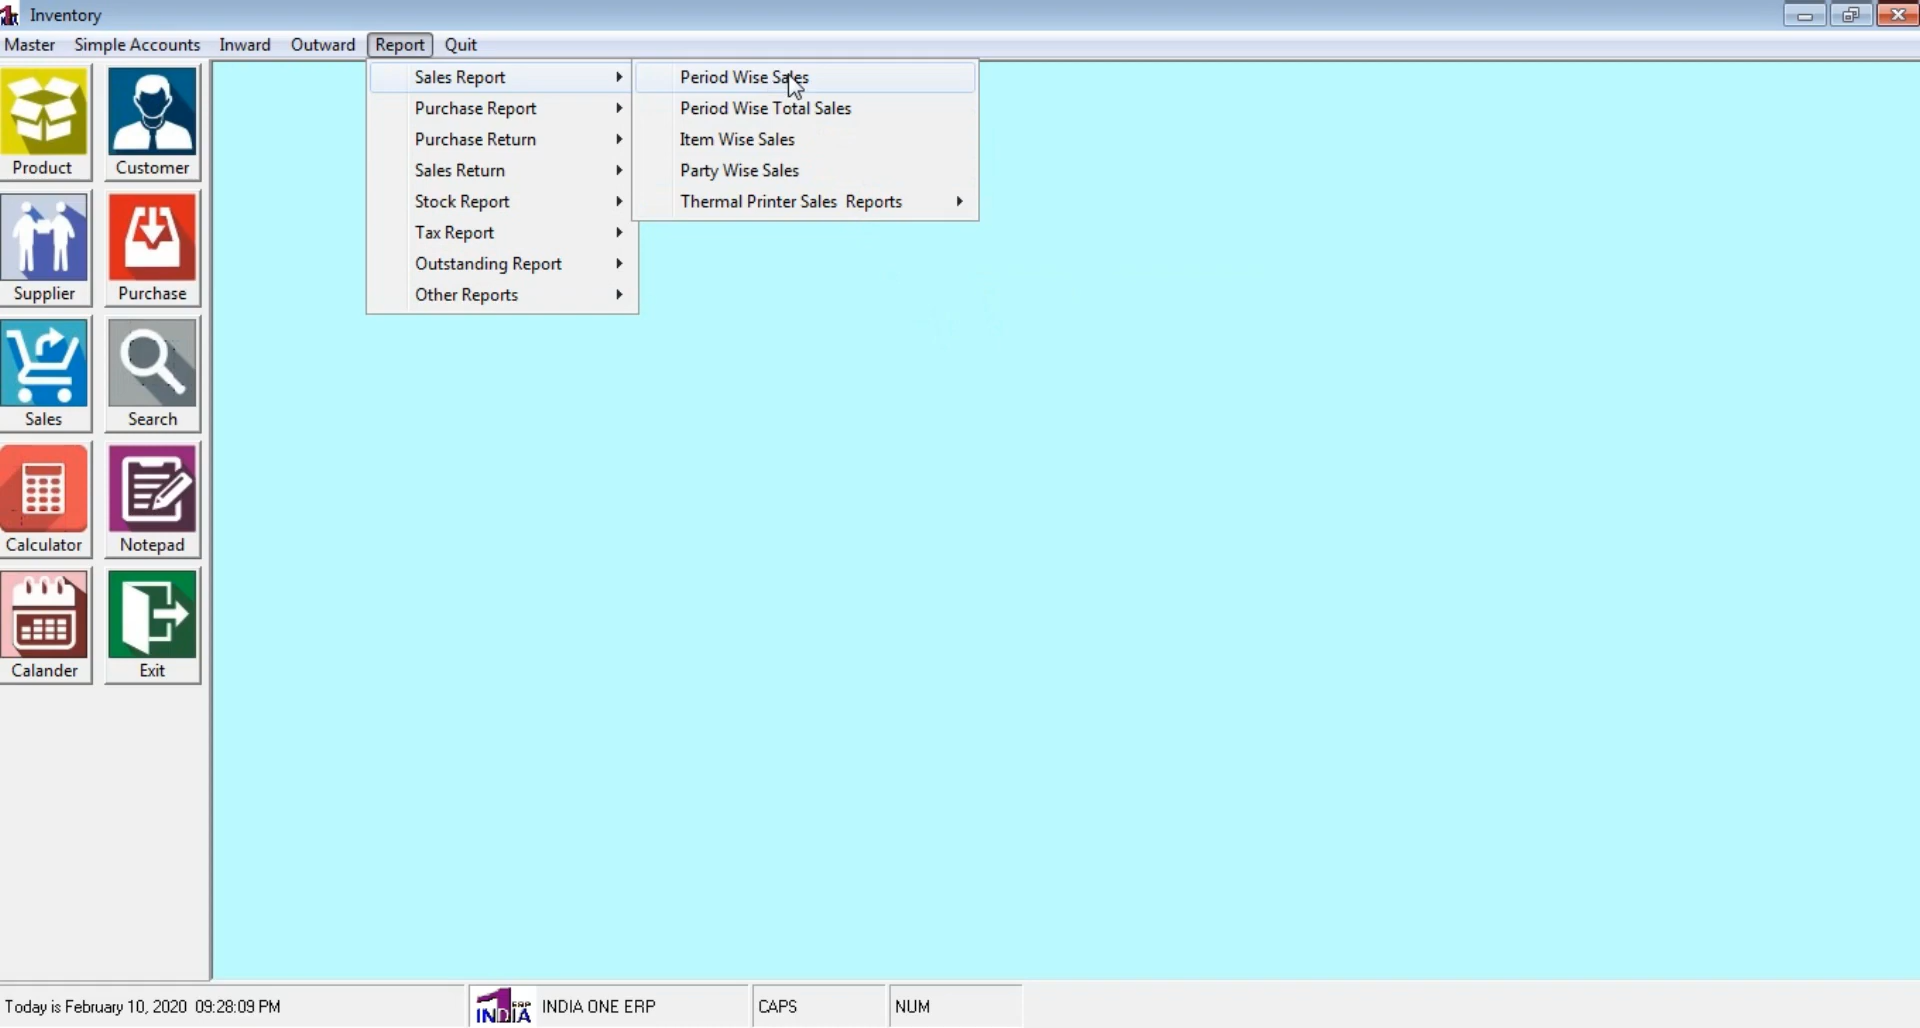 Inventory
Master Simple Accounts Inward Outward Report Quit
Sales Report
Purchase Report
Purchase Return
Sales Return
Stock Report
Tax Report
Outstanding Report
Other Reports
Period Wise Sales
Period Wise Total Sales
Item Wise Sales
Party Wise Sales
Thermal Printer Sales Reports
Product Customer
Supplier Purchase
Sales Search
Calculator Notepad
Calander Exit
Today is February 10, 2020 09:28:09 PM
1 ERP
INDIA
INDIA ONE ERP
CAPS
NUM